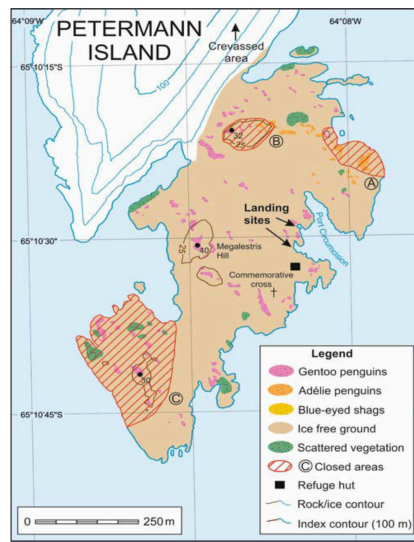 64°09'W
64°08'W
PETERMANN
ISLAND
Crevassed
area
65°10'15"S
100
32
25
B
A
Landing
sites
Port Circumcision
65°10'30"
25
40
Megalestris
Hill
Commemorative
cross
30
C
65°10'45"S
0 250 m
Legend
Gentoo penguins
Adélie penguins
Blue-eyed shags
Ice free ground
Scattered vegetation
C Closed areas
Refuge hut
Rock/ice contour
Index contour (100 m)